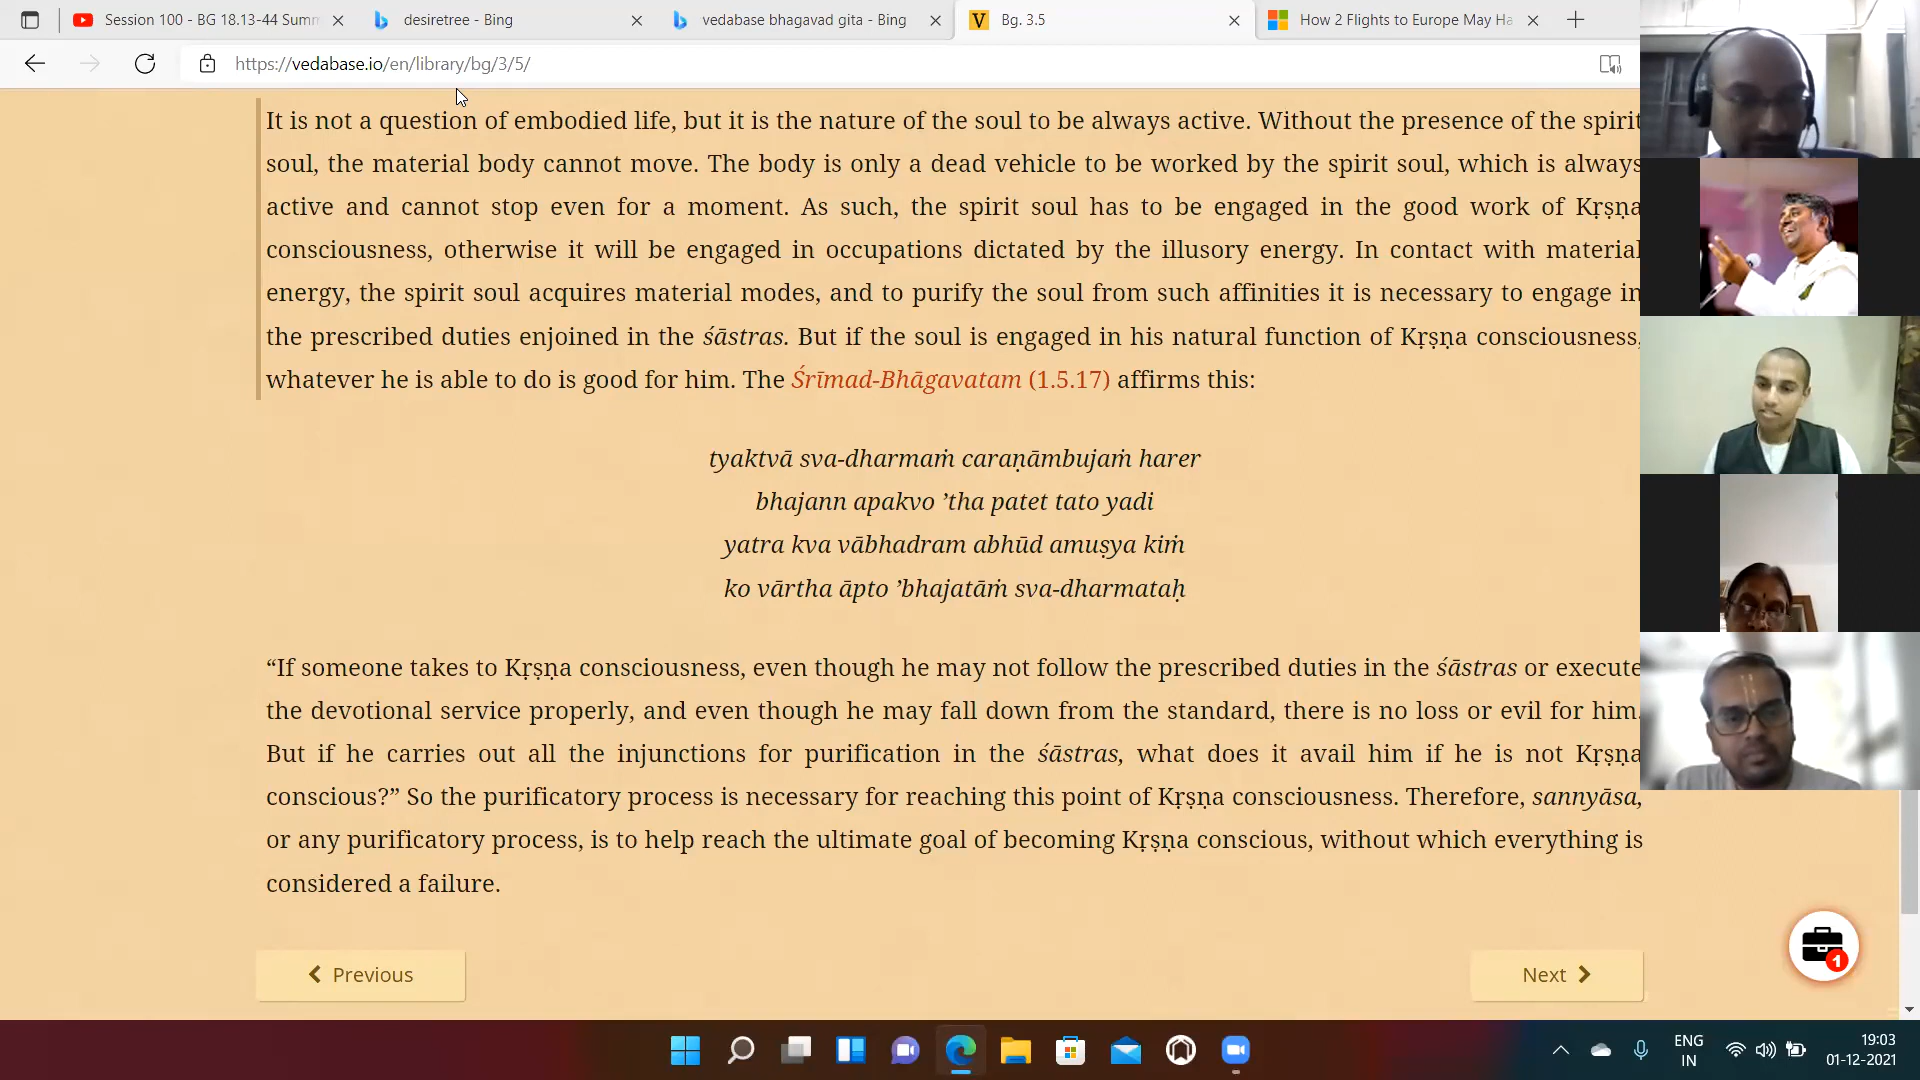 Session 100 - BG 18.13-44 Summ
desiretree - Bing
vedabase bhagavad gita - Bing
Bg. 3.5
How 2 Flights to Europe May Ha
https://vedabase.io/en/library/bg/3/5/
It is not a question of embodied life, but it is the nature of the soul to be always active. Without the presence of the spirit
soul, the material body cannot move. The body is only a dead vehicle to be worked by the spirit soul, which is always
active and cannot stop even for a moment. As such, the spirit soul has to be engaged in the good work of Kṛṣṇa
consciousness, otherwise it will be engaged in occupations dictated by the illusory energy. In contact with material
energy, the spirit soul acquires material modes, and to purify the soul from such affinities it is necessary to engage in
the prescribed duties enjoined in the śāstras. But if the soul is engaged in his natural function of Kṛṣṇa consciousness,
whatever he is able to do is good for him. The Śrīmad-Bhāgavatam (1.5.17) affirms this:
tyaktvā sva-dharmaṁ caraṇāmbujaṁ harer
bhajann apakvo ’tha patet tato yadi
yatra kva vābhadram abhūd amuṣya kiṁ
ko vārtha āpto ’bhajatāṁ sva-dharmataḥ
“If someone takes to Kṛṣṇa consciousness, even though he may not follow the prescribed duties in the śāstras or execute
the devotional service properly, and even though he may fall down from the standard, there is no loss or evil for him.
But if he carries out all the injunctions for purification in the śāstras, what does it avail him if he is not Kṛṣṇa
conscious?” So the purificatory process is necessary for reaching this point of Kṛṣṇa consciousness. Therefore, sannyāsa,
or any purificatory process, is to help reach the ultimate goal of becoming Kṛṣṇa conscious, without which everything is
considered a failure.
Previous
Next
1
ENG
IN
19:03
01-12-2021